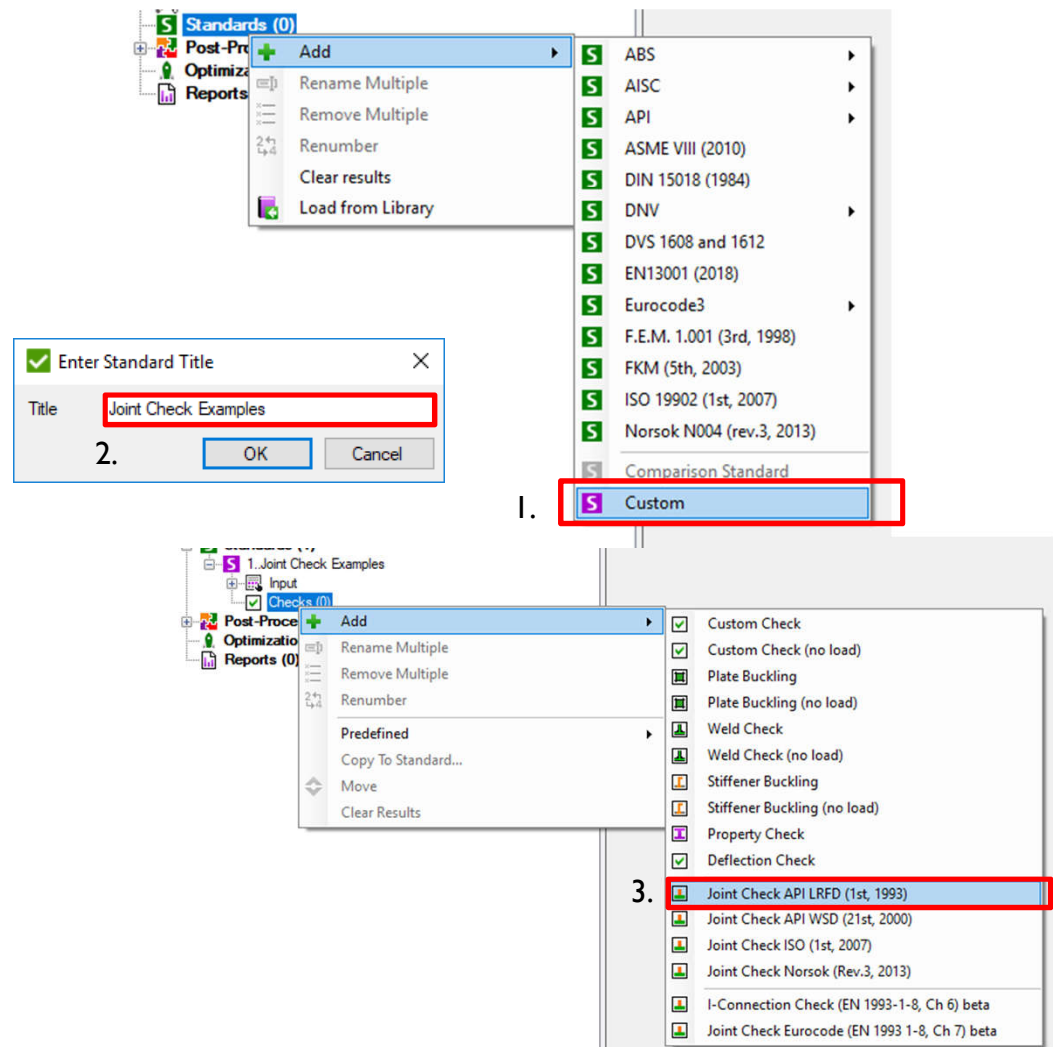 Standards (0)
Post-Pro
Optimiza
Reports
Add
Rename Multiple
Remove Multiple
Renumber
Clear results
Load from Library
ABS
AISC
API
ASME VIII (2010)
DIN 15018 (1984)
DNV
DVS 1608 and 1612
EN13001 (2018)
Eurocode3
F.E.M. 1.001 (3rd, 1998)
FKM (5th, 2003)
ISO 19902 (1st, 2007)
Norsok N004 (rev.3, 2013)
Comparison Standard
Custom
1.
Enter Standard Title
Title Joint Check Examples
2.
OK Cancel
Standards (1)
1..Joint Check Examples
Input
Checks (0)
Post-Proce
Optimizatio
Reports (0)
Add
Rename Multiple
Remove Multiple
Renumber
Predefined
Copy To Standard...
Move
Clear Results
Custom Check
Custom Check (no load)
Plate Buckling
Plate Buckling (no load)
Weld Check
Weld Check (no load)
Stiffener Buckling
Stiffener Buckling (no load)
Property Check
Deflection Check
3.
Joint Check API LRFD (1st, 1993)
Joint Check API WSD (21st, 2000)
Joint Check ISO (1st, 2007)
Joint Check Norsok (Rev.3, 2013)
I-Connection Check (EN 1993-1-8, Ch 6) beta
Joint Check Eurocode (EN 1993 1-8, Ch 7) beta